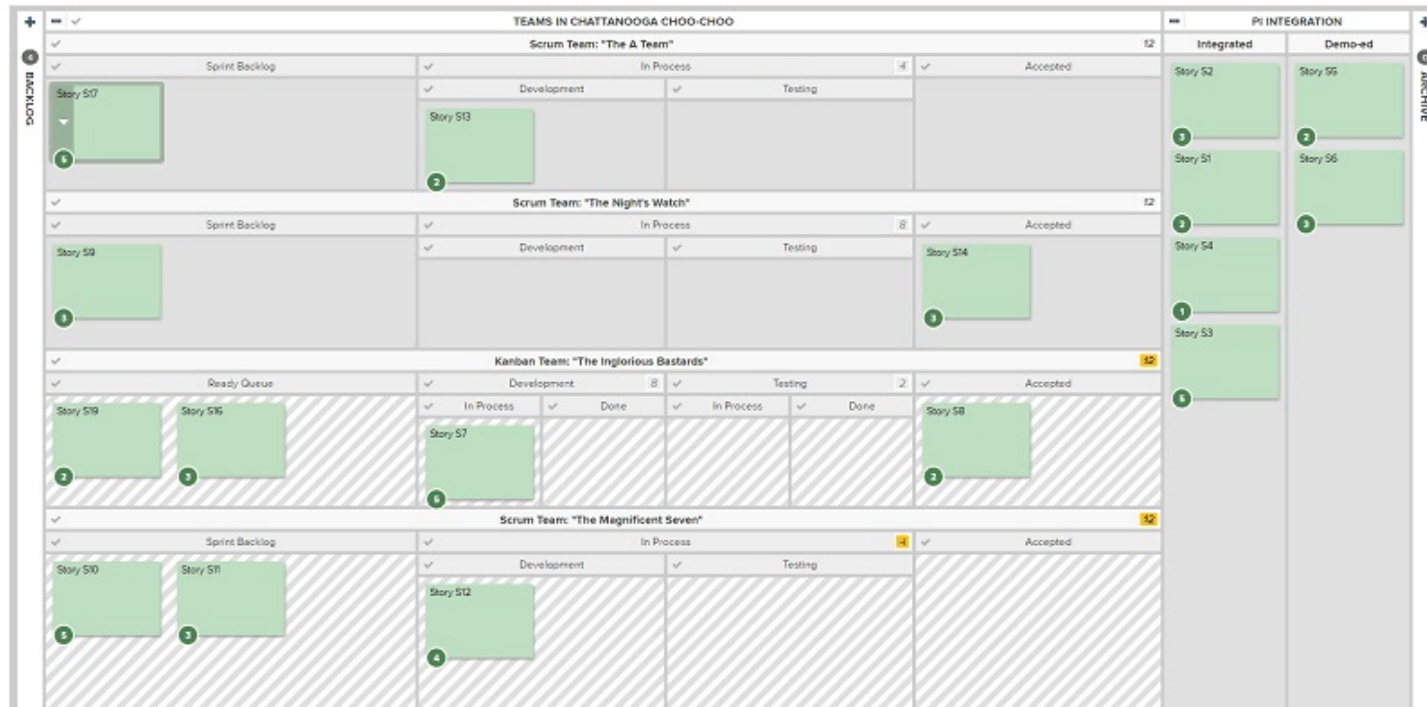 TEAMS IN CHATTANOOGA CHOO-CHOO
PI INTEGRATION
Scrum Team: "The A Team" 12
Integrated Demo-ed
4
BACKLOG
ARCHIVE
Sprint Backlog In Process 4 Accepted
Development Testing
Story S17
5
Story S13
2
Story S2
3
Story S5
2
Story S1
3
Story S6
3
Story S4
1
Story S3
5
Scrum Team: "The Night's Watch" 12
Sprint Backlog In Process 8 Accepted
Development Testing
Story S9
3
Story S14
3
Kanban Team: "The Inglorious Bastards" 12
Ready Queue Development 8 Testing 2 Accepted
In Process Done In Process Done
Story S19
2
Story S16
3
Story S7
5
Story S8
2
Scrum Team: "The Magnificent Seven" 12
Sprint Backlog In Process 4 Accepted
Development Testing
Story S10
5
Story S11
3
Story S12
4